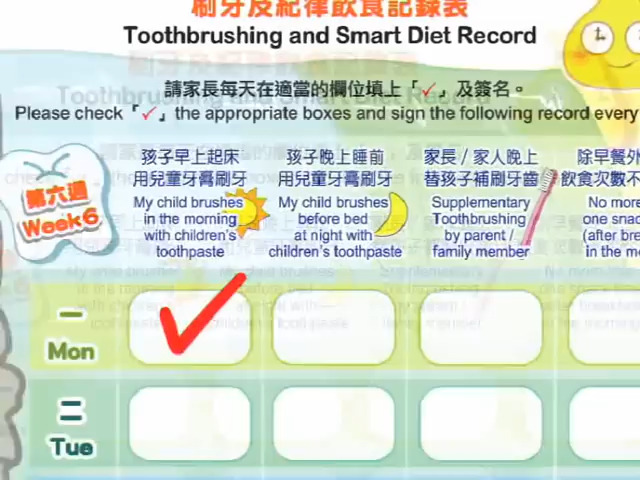 刷牙及紀律飲食記錄表
Toothbrushing and Smart Diet Record
請家長每天在適當的欄位填上「✓」及簽名。
Please check「✓」the appropriate boxes and sign the following record every
第六週
Week6
孩子早上起床
用兒童牙膏刷牙
My child brushes
in the morning
with children's
toothpaste
孩子晚上睡前
用兒童牙膏刷牙
My child brushes
before bed
at night with
children's toothpaste
家長 / 家人晚上
替孩子補刷牙齒
Supplementary
Toothbrushing
by parent /
family member
除早餐外
飲食次數不
No more
one snac
(after brea
in the mo
一
Mon
二
Tue